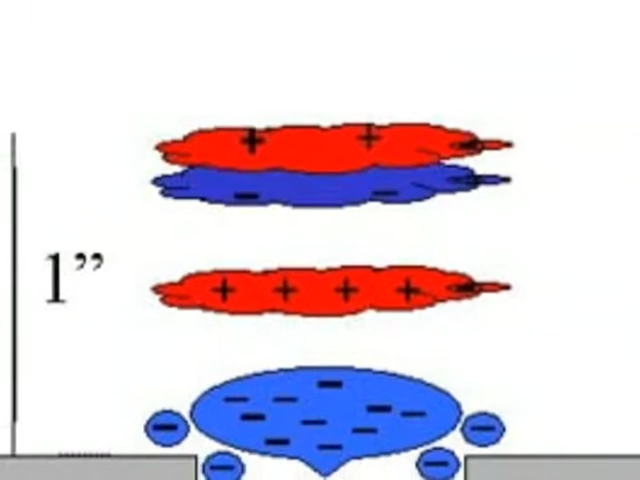 + +
- -
1”
+ + + +
- - - - - - - - - -
- -
- -